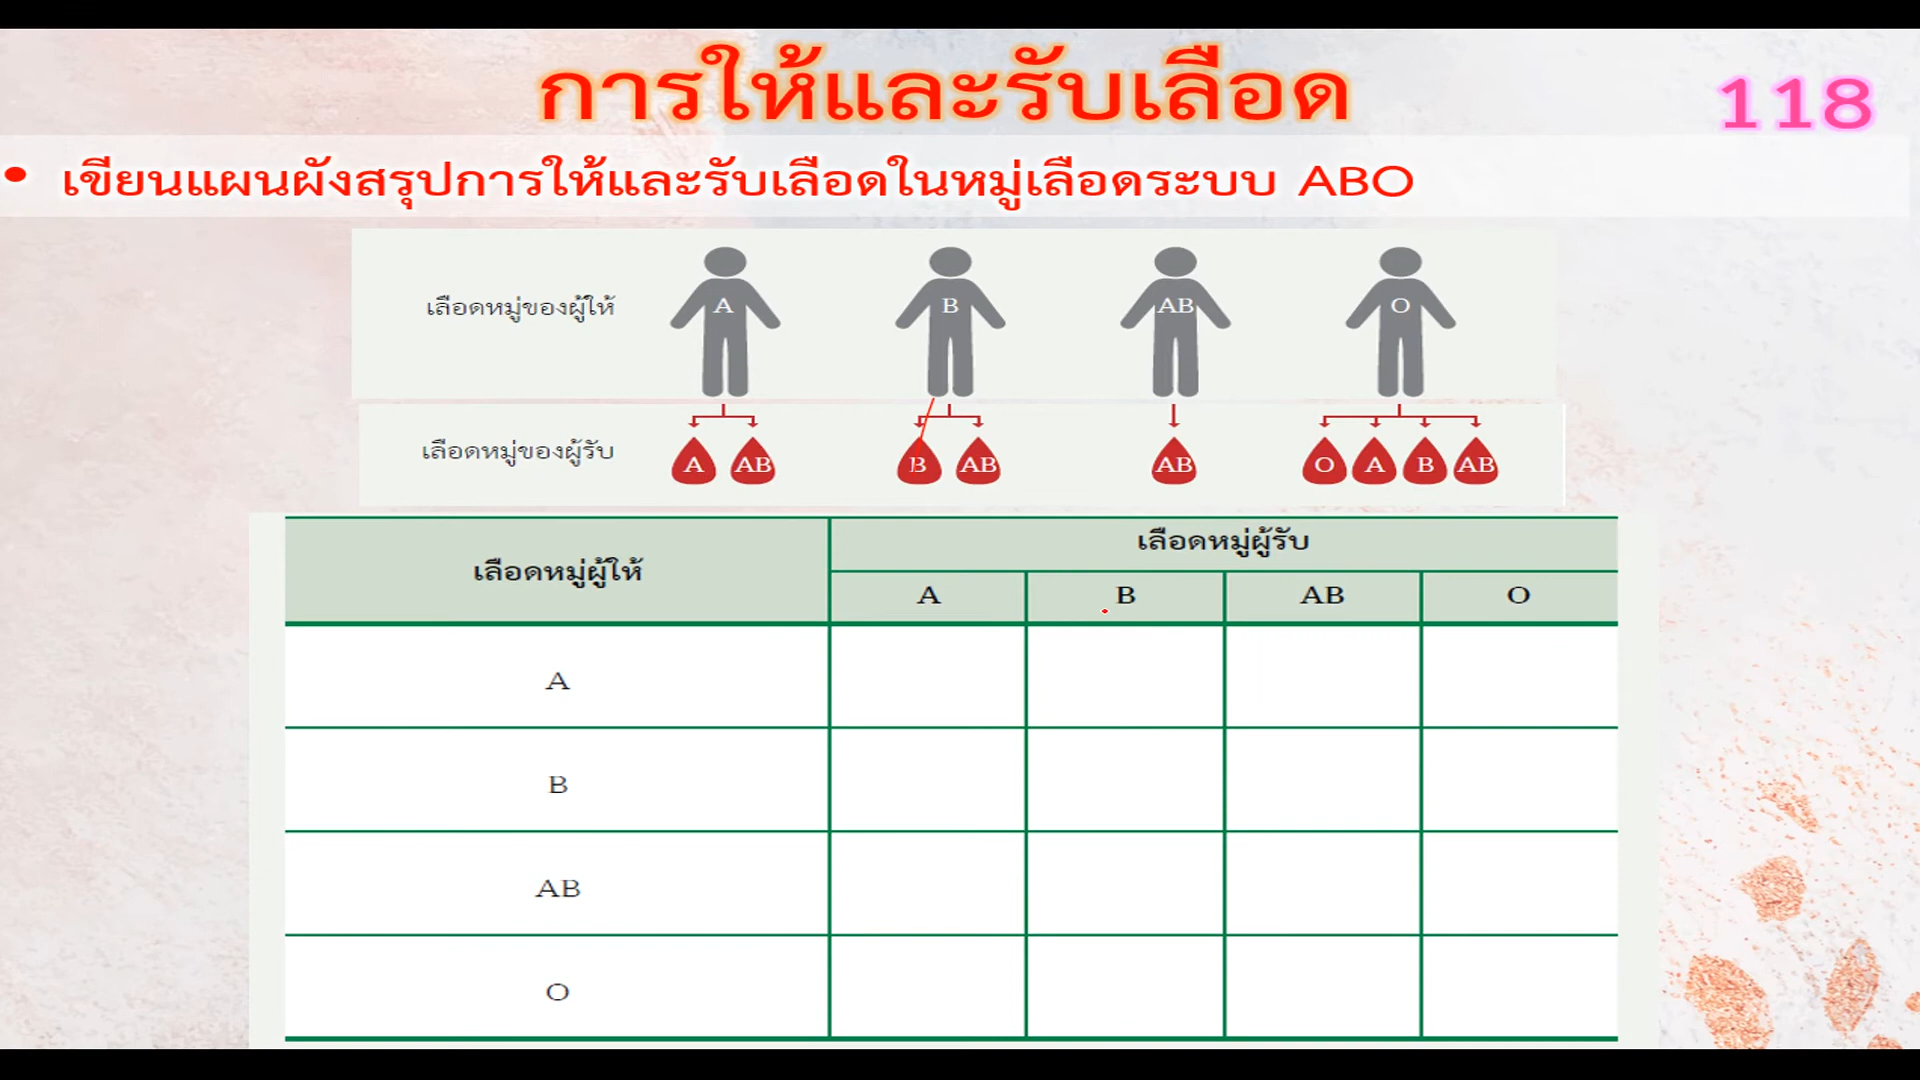 การให้และรับเลือด
118
• เขียนแผนผังสรุปการให้และรับเลือดในหมู่เลือดระบบ ABO
เลือดหมู่ของผู้ให้ A B AB O
เลือดหมู่ของผู้รับ A AB B AB AB O A B AB
เลือดหมู่ผู้ให้ เลือดหมู่ผู้รับ
A B AB O
A
B
AB
O